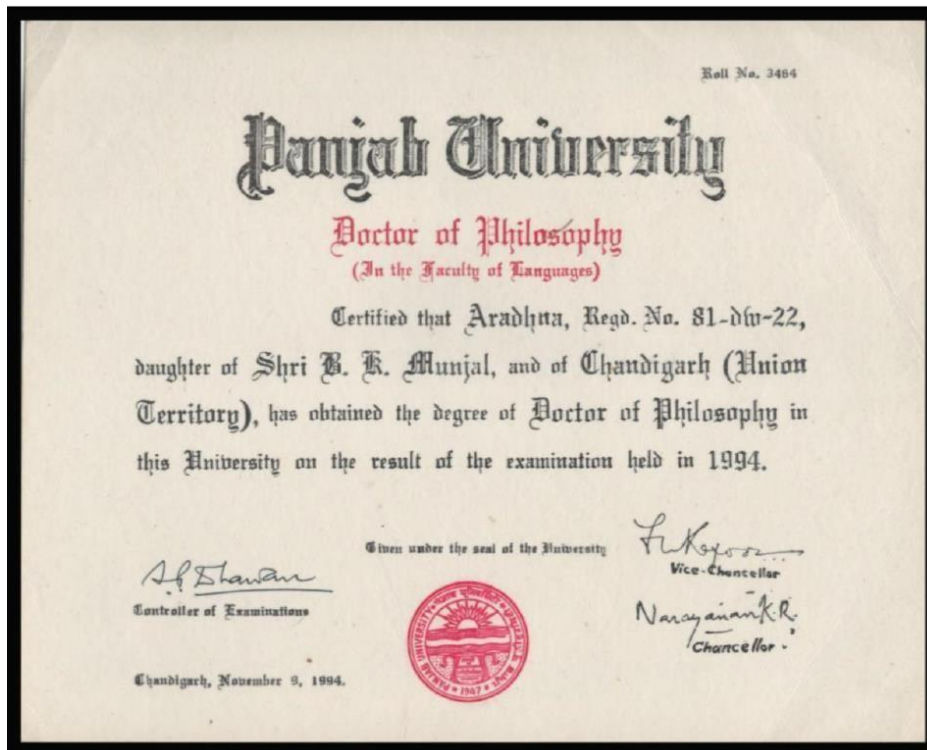 Roll No. 3464
Panjab University
Doctor of Philosophy
(In the Faculty of Languages)
Certified that Aradhna, Regd. No. 81-dw-22,
daughter of Shri B. K. Munjal, and of Chandigarh (Union
Territory), has obtained the degree of Doctor of Philosophy in
this University on the result of the examination held in 1994.
Given under the seal of the University
Vice-Chancellor
Controller of Examinations
Narayanan K.R.
Chancellor
PANJAB UNIVERSITY
1947
Chandigarh, November 9, 1994.